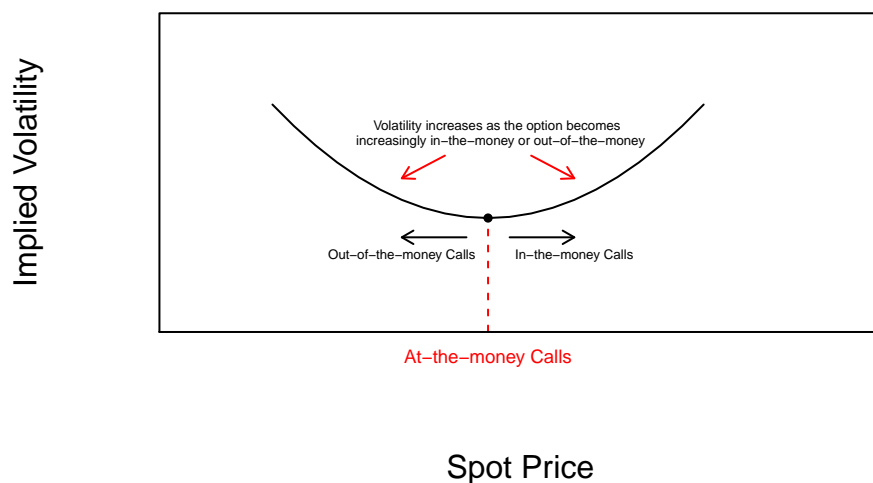 Implied Volatility
Volatility increases as the option becomes
increasingly in−the−money or out−of−the−money
Out−of−the−money Calls
In−the−money Calls
At−the−money Calls
Spot Price